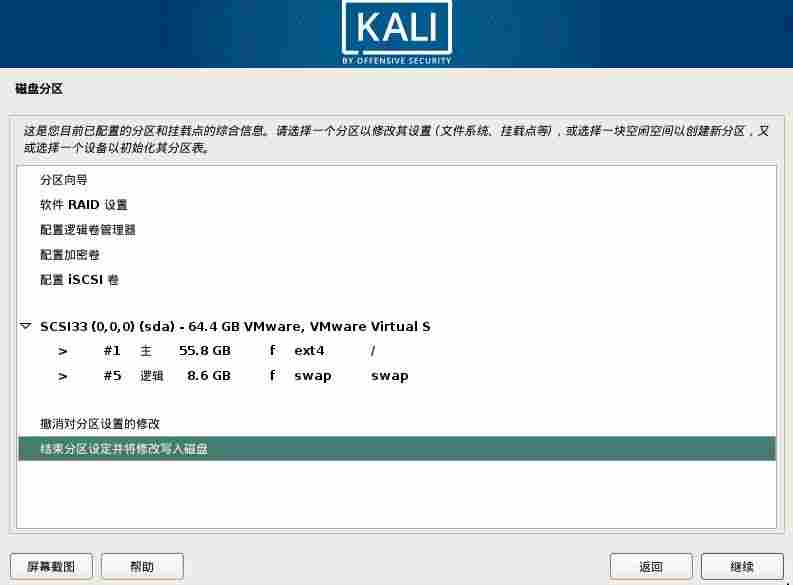 KALI
BY OFFENSIVE SECURITY
磁盘分区
这是您目前已配置的分区和挂载点的综合信息。请选择一个分区以修改其设置 (文件系统、挂载点等)，或选择一块空闲空间以创建新分区，又
或选择一个设备以初始化其分区表。
分区向导
软件 RAID 设置
配置逻辑卷管理器
配置加密卷
配置 iSCSI 卷
SCSI33 (0,0,0) (sda) - 64.4 GB VMware, VMware Virtual S
> #1 主 55.8 GB f ext4 /
> #5 逻辑 8.6 GB f swap swap
撤消对分区设置的修改
结束分区设定并将修改写入磁盘
屏幕截图 帮助 返回 继续